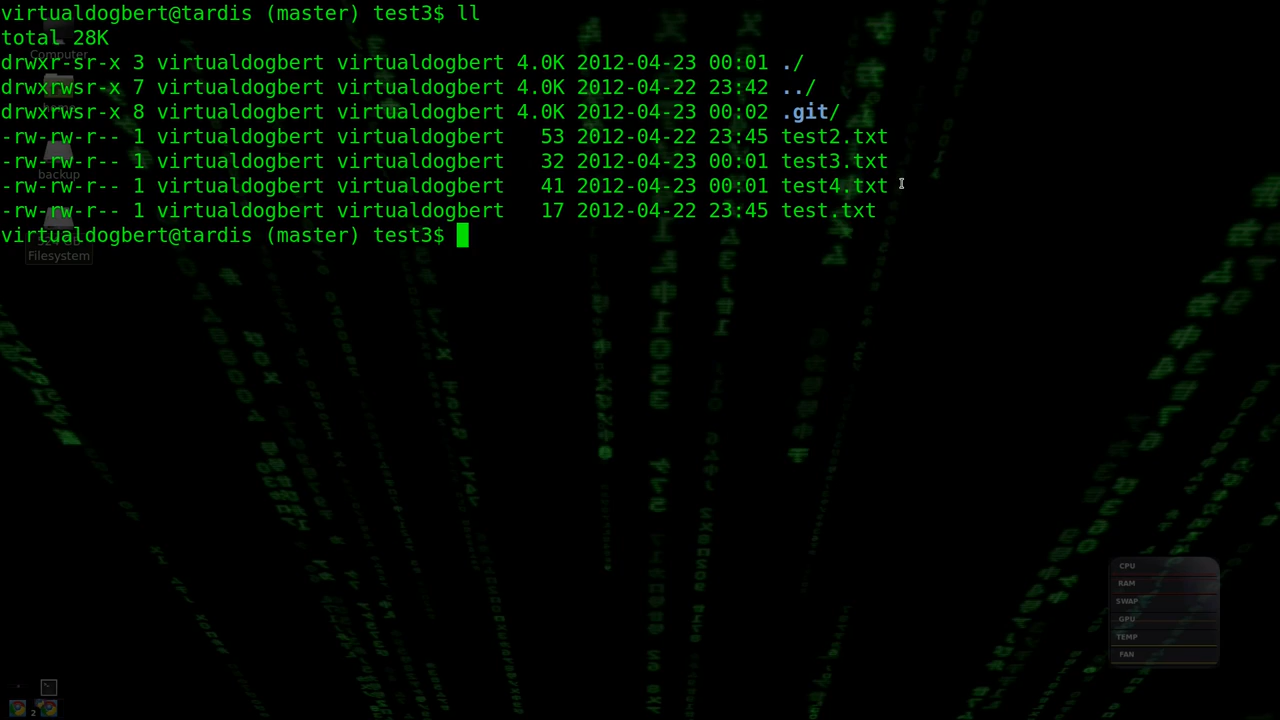 virtualdogbert@tardis (master) test3$ ll
total 28K
Computer
drwxr-sr-x 3 virtualdogbert virtualdogbert 4.0K 2012-04-23 00:01 ./
drwxrwsr-x 7 virtualdogbert virtualdogbert 4.0K 2012-04-22 23:42 ../
drwxrwsr-x 8 virtualdogbert virtualdogbert 4.0K 2012-04-23 00:02 .git/
-rw-rw-r-- 1 virtualdogbert virtualdogbert   53 2012-04-22 23:45 test2.txt
-rw-rw-r-- 1 virtualdogbert virtualdogbert   32 2012-04-23 00:01 test3.txt
backup
-rw-rw-r-- 1 virtualdogbert virtualdogbert   41 2012-04-23 00:01 test4.txt
-rw-rw-r-- 1 virtualdogbert virtualdogbert   17 2012-04-22 23:45 test.txt
virtualdogbert@tardis (master) test3$
Filesystem
CPU
RAM
SWAP
GPU
TEMP
FAN
2